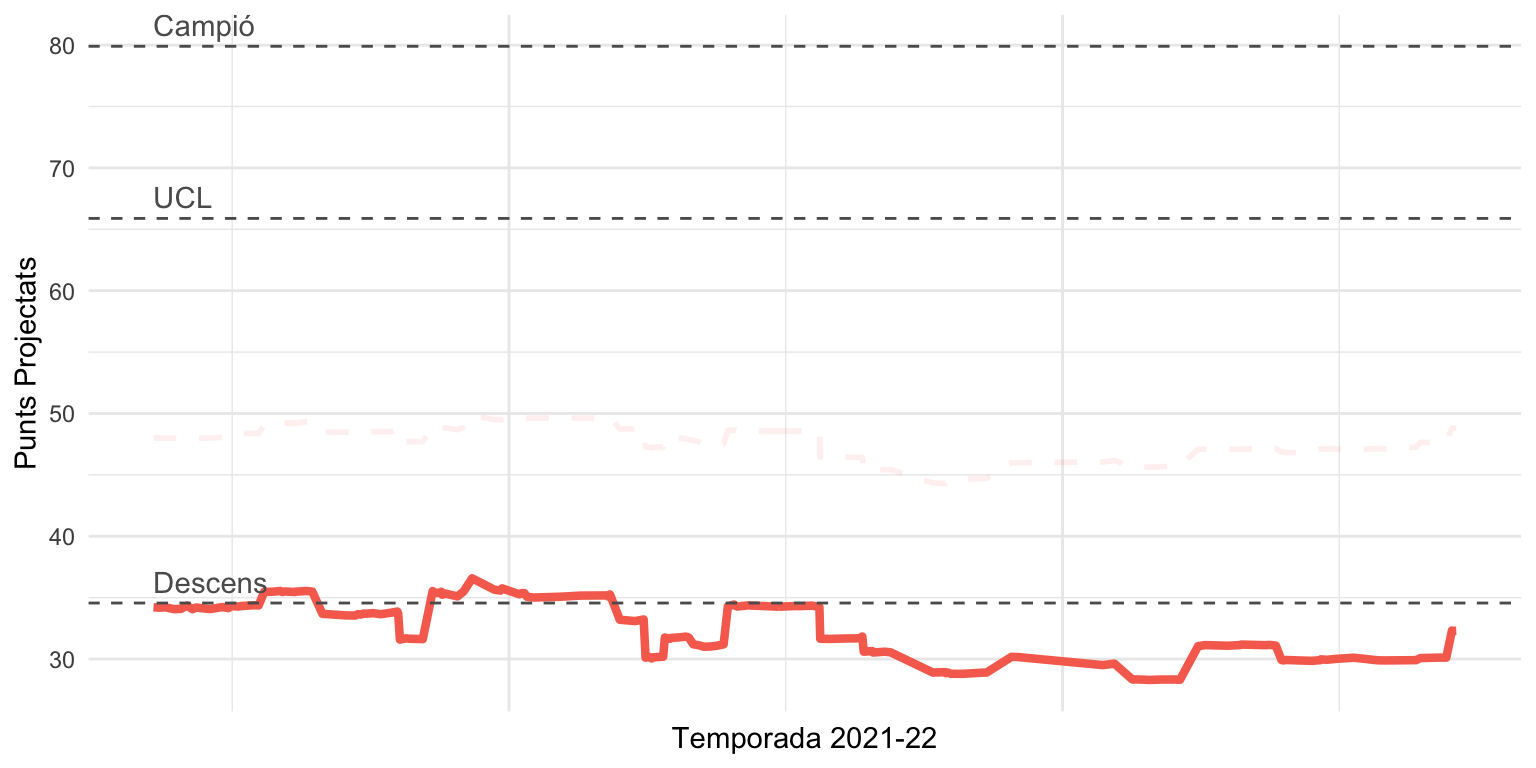 Campió
80
70
UCL
60
Punts Projectats
50
40
Descens
30
Temporada 2021-22